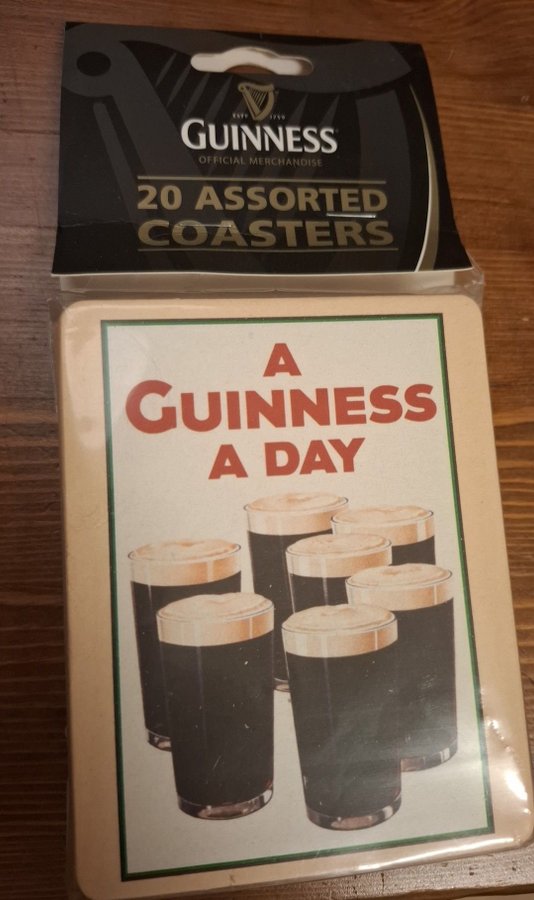 ESTD 1759
GUINNESS
OFFICIAL MERCHANDISE
20 ASSORTED
COASTERS
A
GUINNESS
A DAY